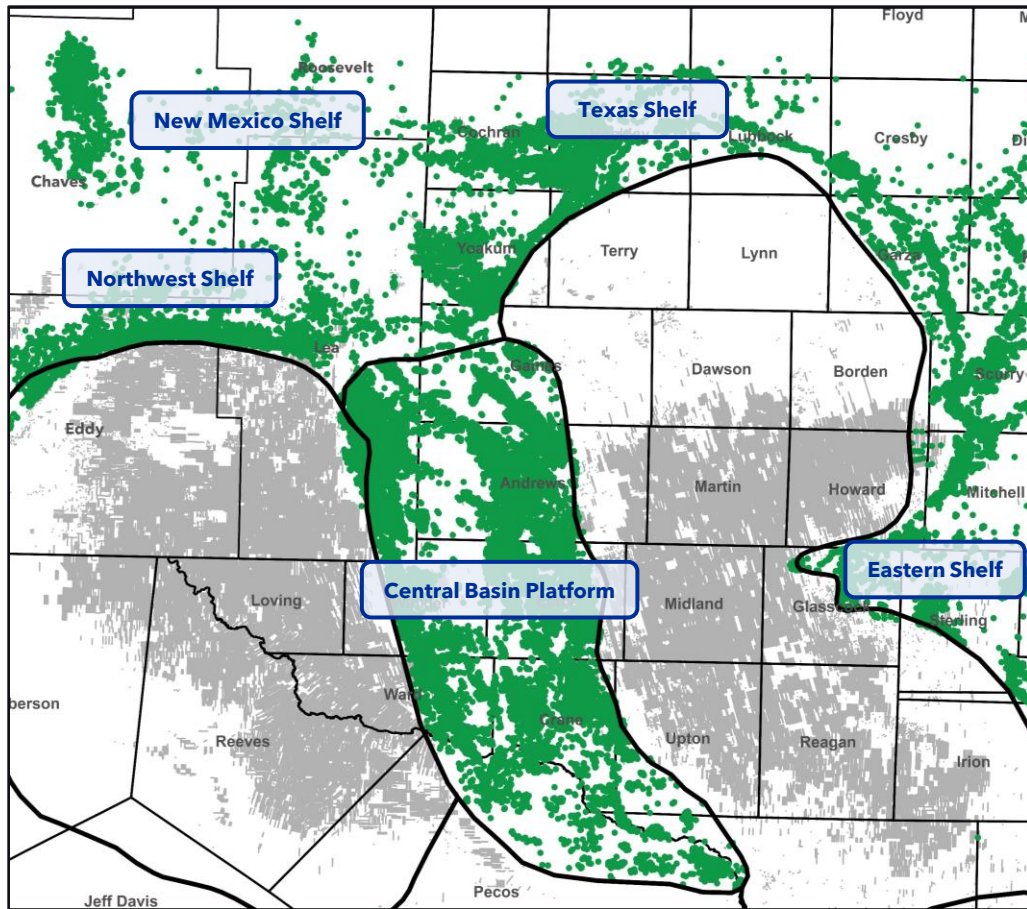 Floyd
M
Roosevelt
New Mexico Shelf
Texas Shelf
Cochran
Lubbock
Crosby
Di
Chaves
Yoakum
Terry
Lynn
Garza
Northwest Shelf
Lea
Gaines
Dawson
Borden
Scurry
Eddy
Andrews
Martin
Howard
Mitchell
Central Basin Platform
Eastern Shelf
Loving
Midland
Glasscock
Sterling
berson
Ward
Crane
Reeves
Upton
Reagan
Irion
Jeff Davis
Pecos